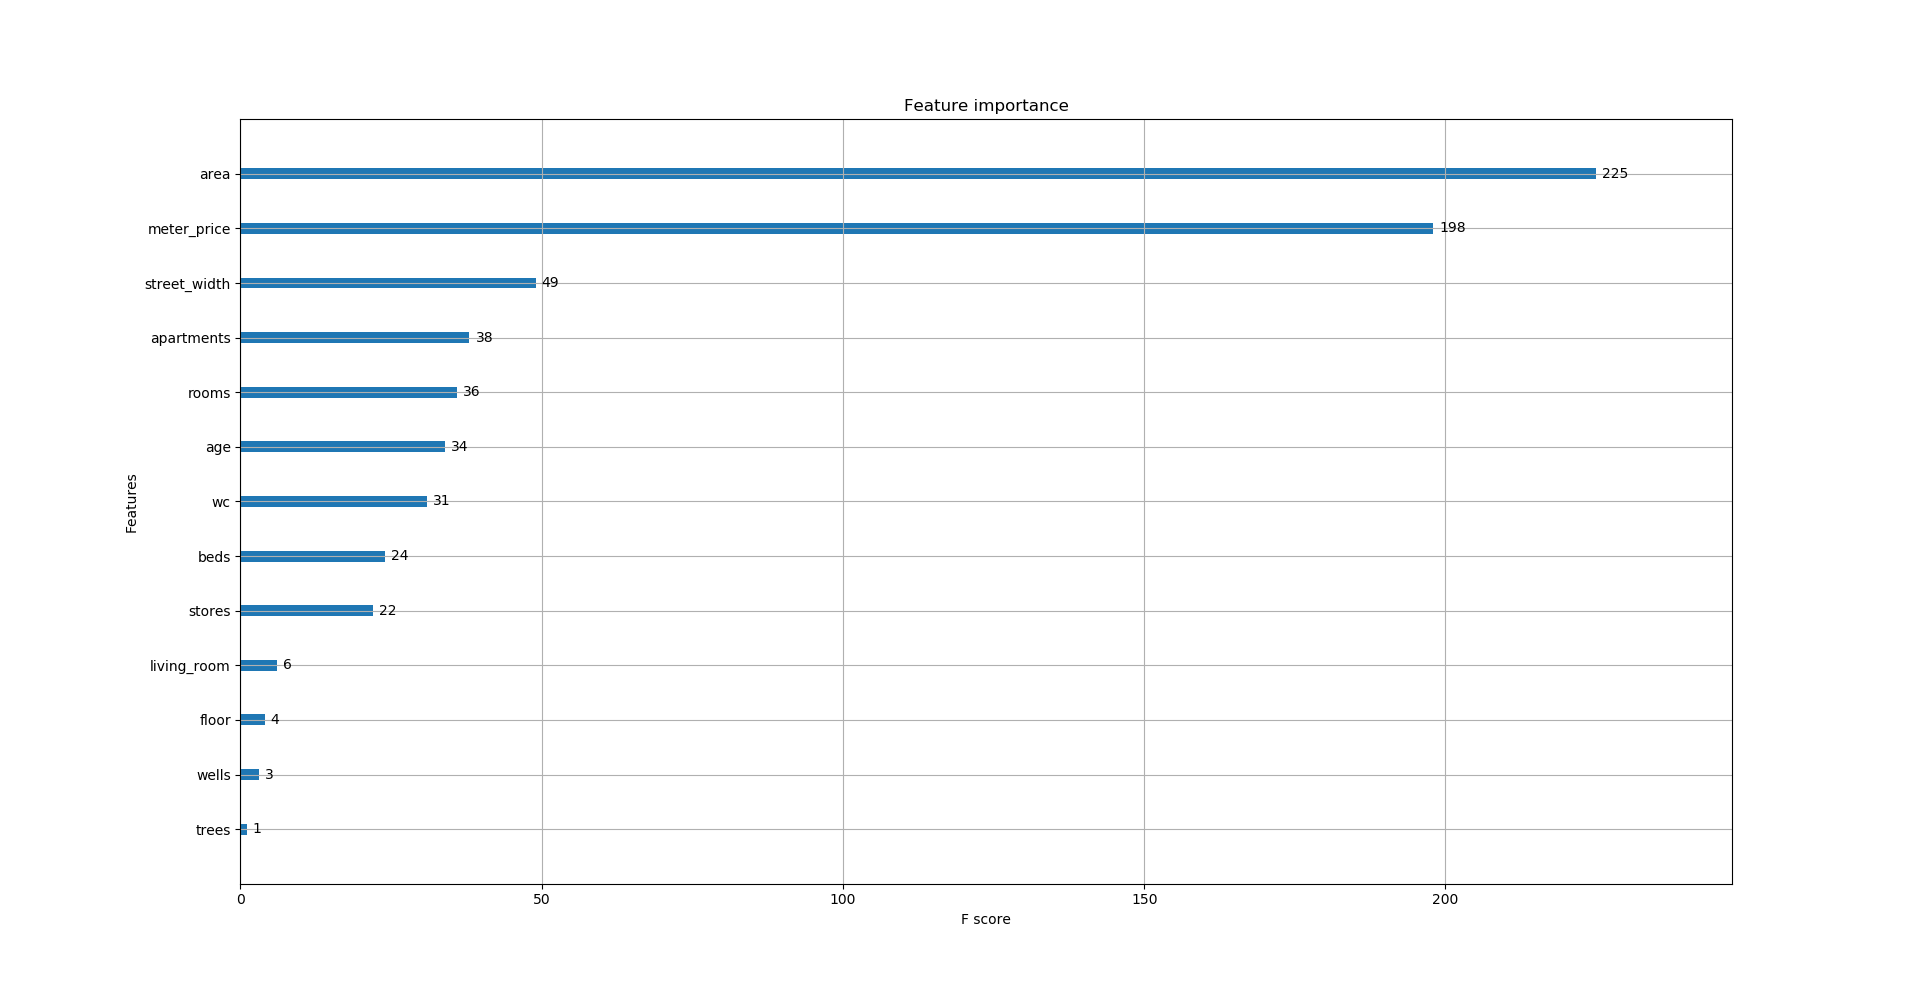 Feature importance
area 225
meter_price 198
street_width 49
apartments 38
rooms 36
age 34
wc 31
beds 24
stores 22
living_room 6
floor 4
wells 3
trees 1
Features
0 50 100 150 200
F score